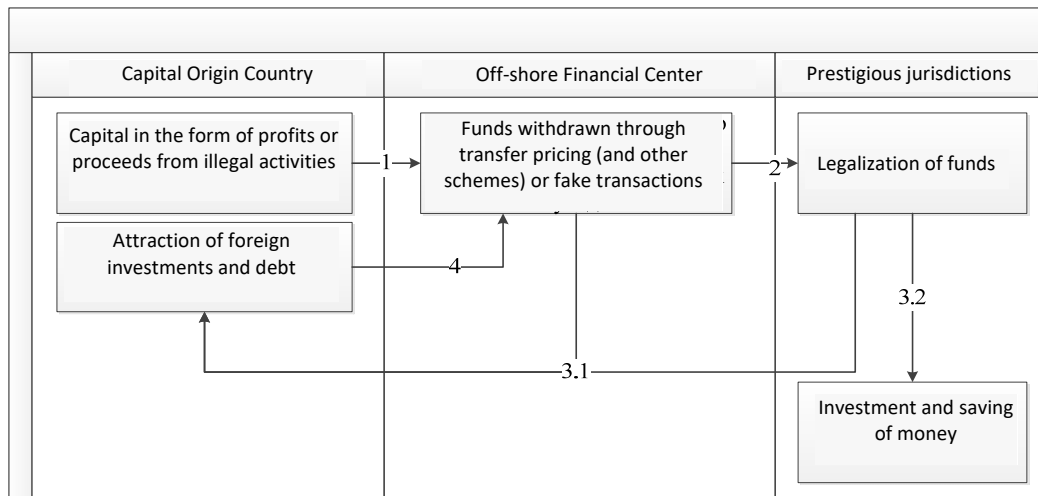 Capital Origin Country
Off-shore Financial Center
Prestigious jurisdictions
Capital in the form of profits or
proceeds from illegal activities
1
Funds withdrawn through
transfer pricing (and other
schemes) or fake transactions
2
Legalization of funds
Attraction of foreign
investments and debt
4
3.2
3.1
Investment and saving
of money